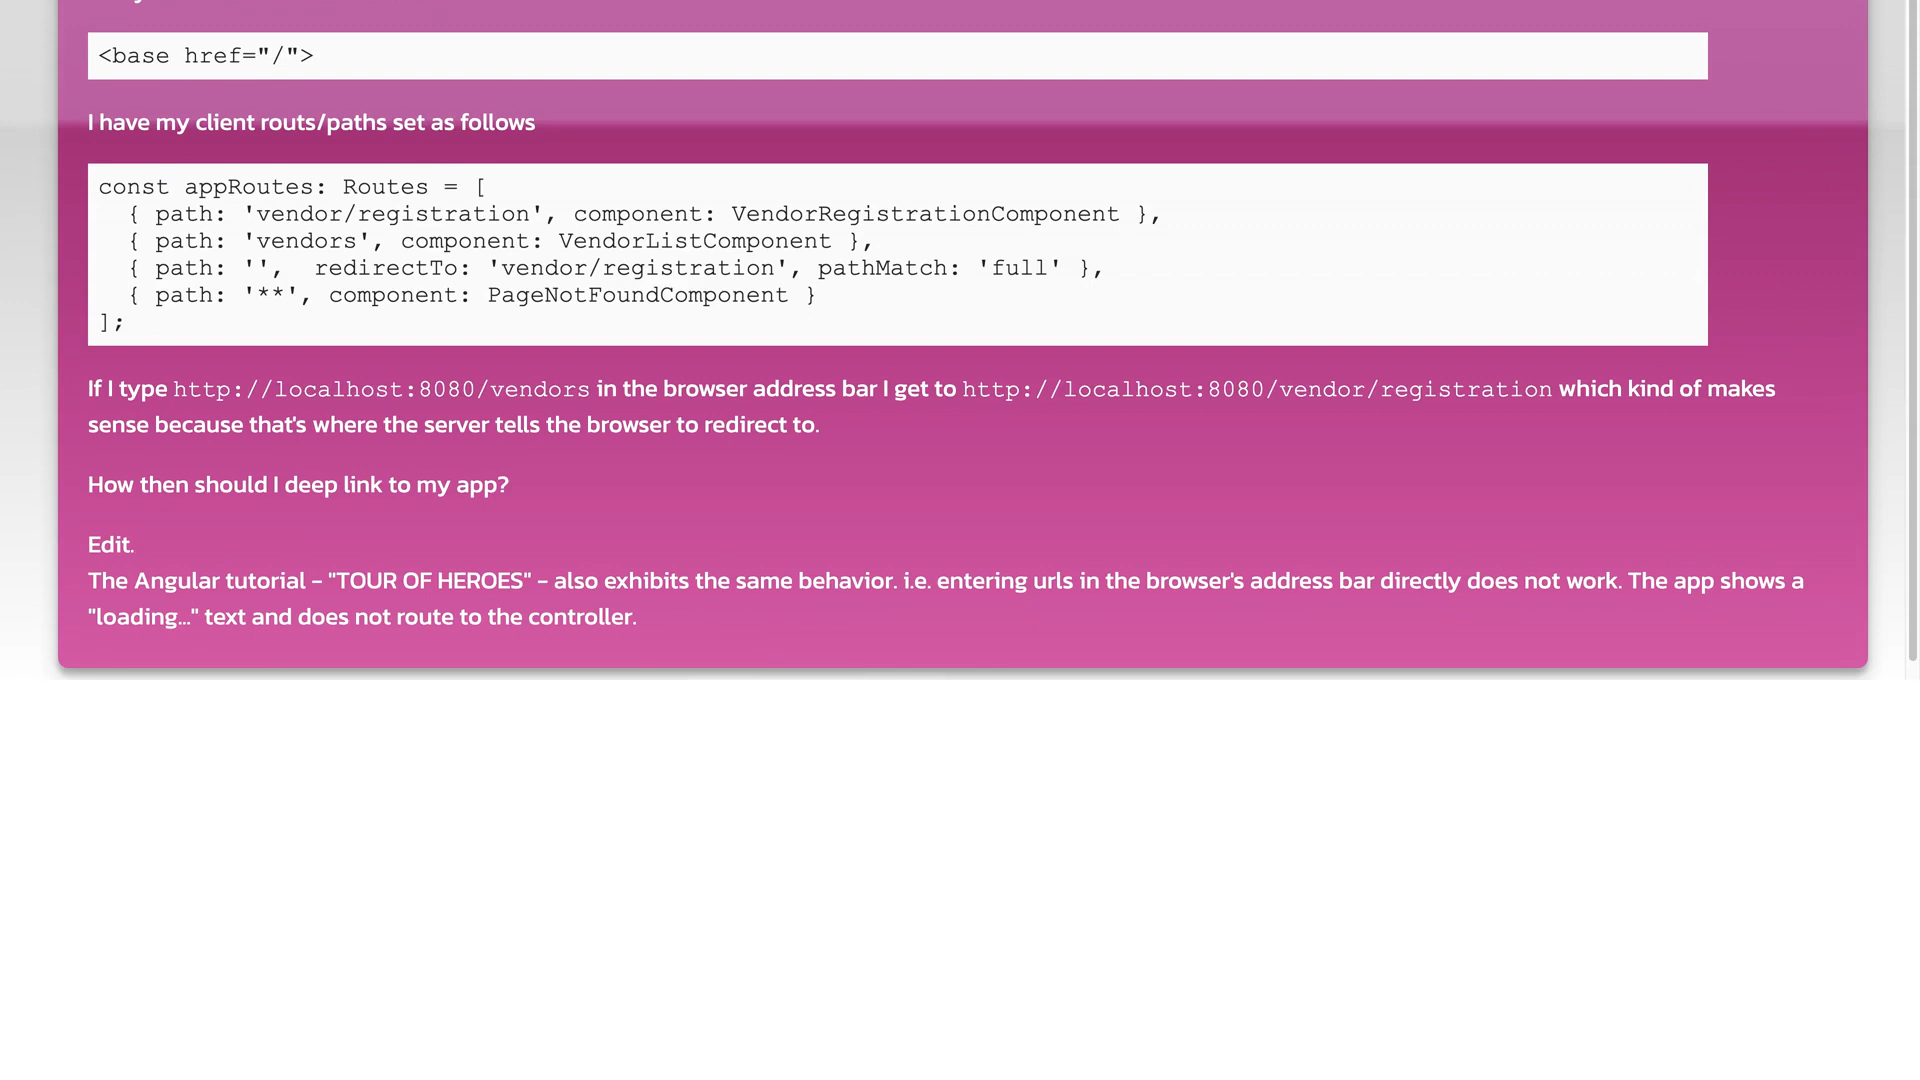 <base href="/">
I have my client routs/paths set as follows
const appRoutes: Routes = [
  { path: 'vendor/registration', component: VendorRegistrationComponent },
  { path: 'vendors', component: VendorListComponent },
  { path: '',  redirectTo: 'vendor/registration', pathMatch: 'full' },
  { path: '**', component: PageNotFoundComponent }
];
If I type http://localhost:8080/vendors in the browser address bar I get to http://localhost:8080/vendor/registration which kind of makes
sense because that's where the server tells the browser to redirect to.
How then should I deep link to my app?
Edit.
The Angular tutorial – "TOUR OF HEROES" – also exhibits the same behavior. i.e. entering urls in the browser's address bar directly does not work. The app shows a
"loading..." text and does not route to the controller.